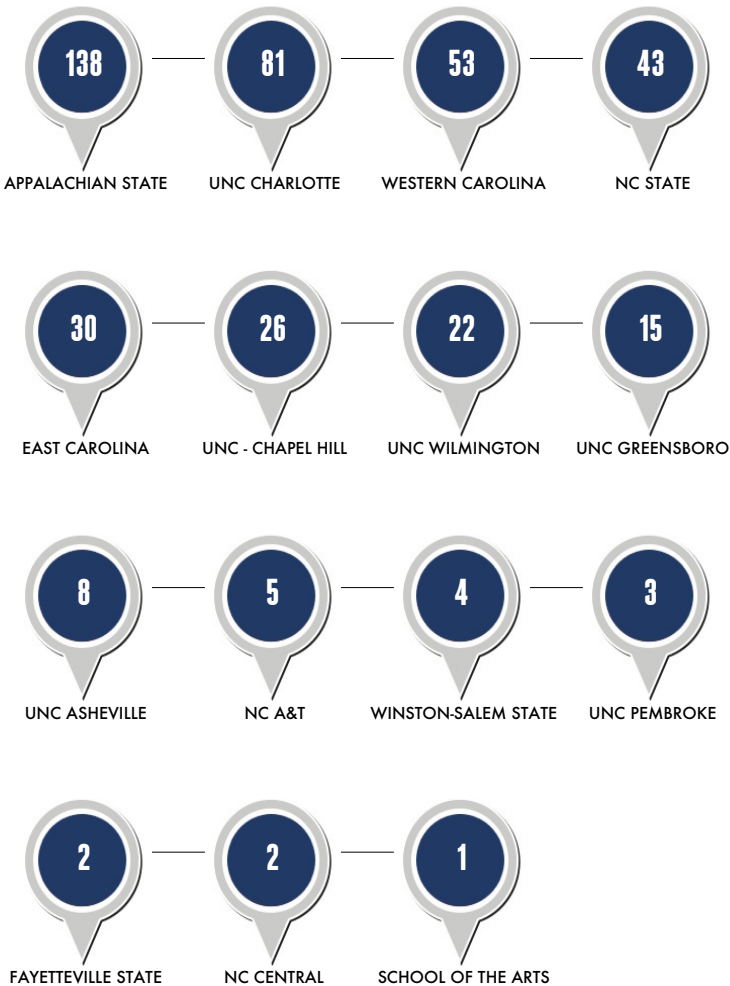 138 81 53 43
APPALACHIAN STATE UNC CHARLOTTE WESTERN CAROLINA NC STATE
30 26 22 15
EAST CAROLINA UNC - CHAPEL HILL UNC WILMINGTON UNC GREENSBORO
8 5 4 3
UNC ASHEVILLE NC A&T WINSTON-SALEM STATE UNC PEMBROKE
2 2 1
FAYETTEVILLE STATE NC CENTRAL SCHOOL OF THE ARTS